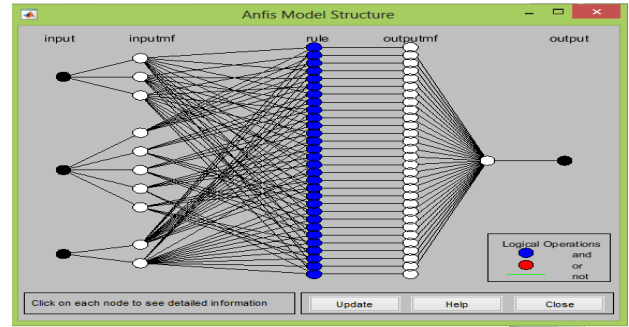 Anfis Model Structure
input inputmf rule outputmf output
Logical Operations
and
or
not
Click on each node to see detailed information
Update Help Close